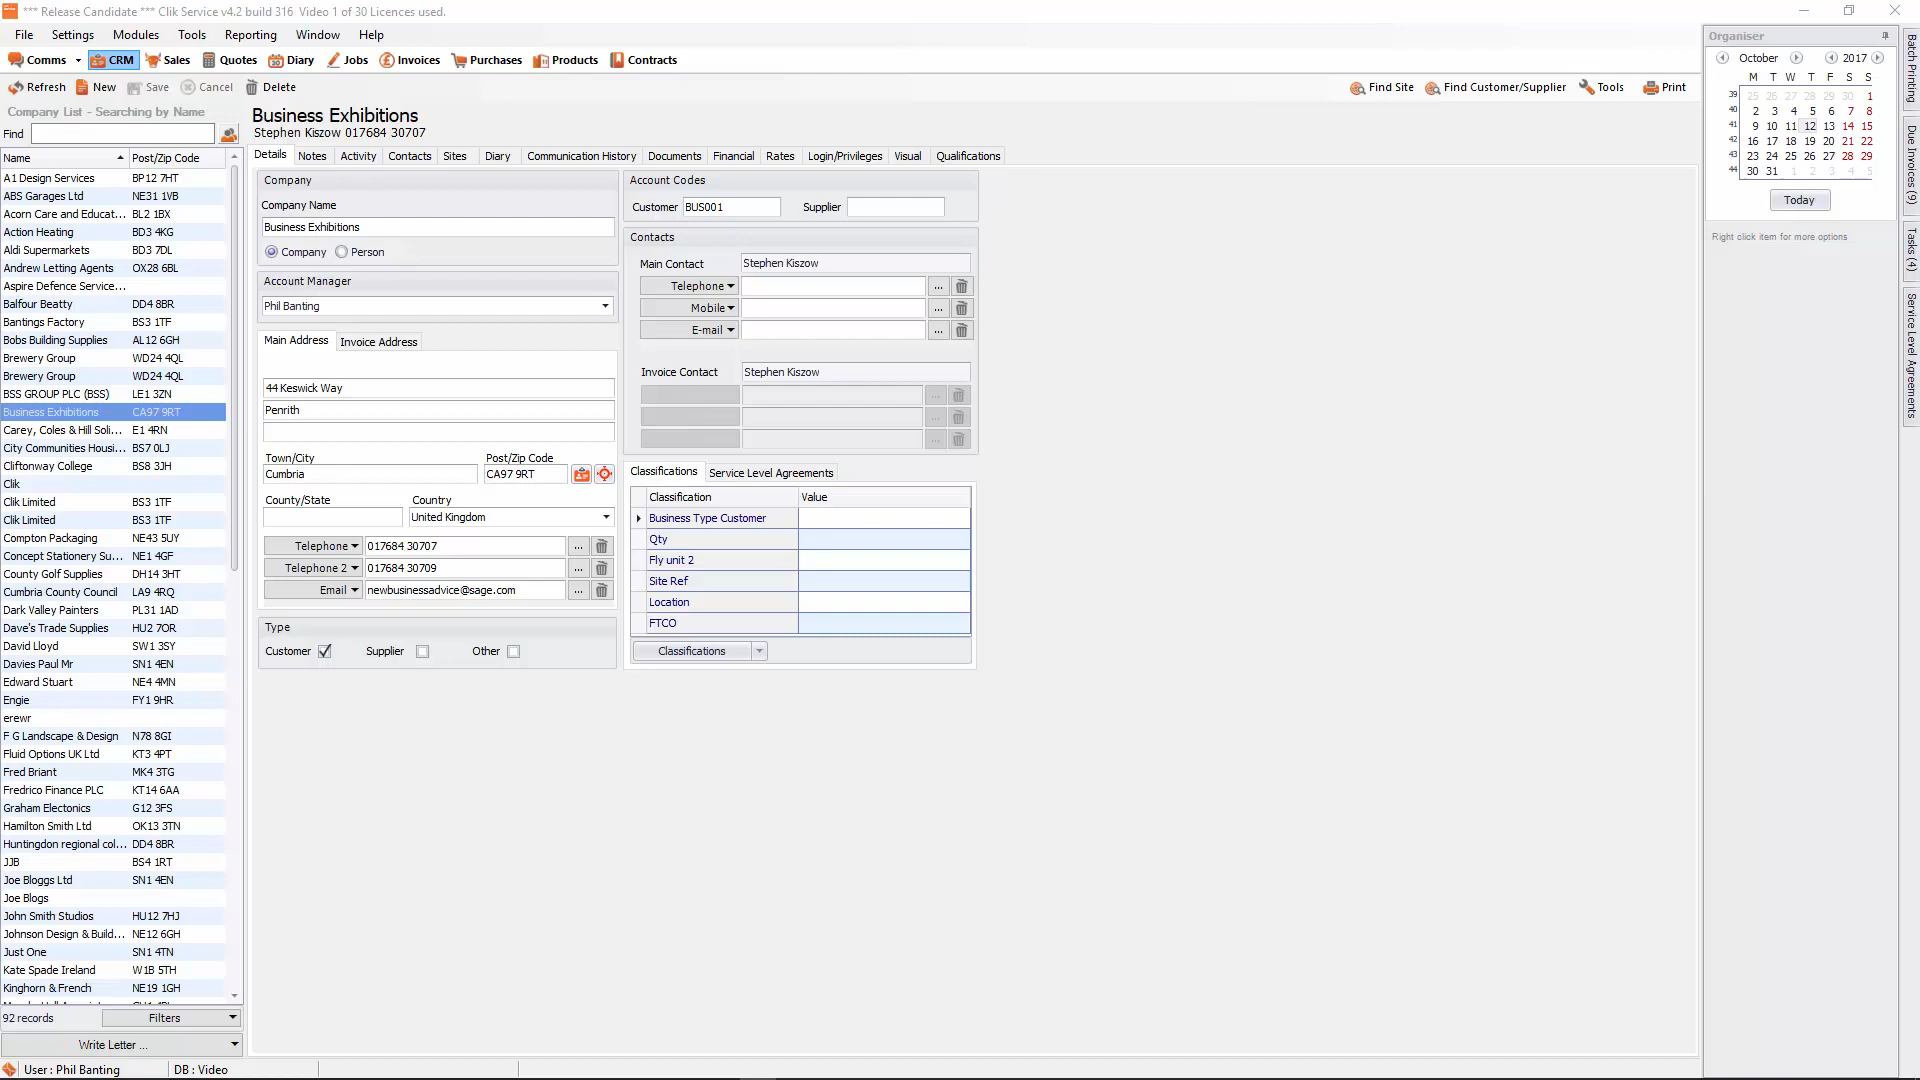 *** Release Candidate *** Clik Service v4.2 build 316  Video 1 of 30 Licences used.
File Settings Modules Tools Reporting Window Help
Comms CRM Sales Quotes Diary Jobs Invoices Purchases Products Contracts
Refresh New Save Cancel Delete Find Site Find Customer/Supplier Tools Print
Company List - Searching by Name
Find
Name Post/Zip Code
A1 Design Services BP12 7HT
ABS Garages Ltd NE31 1VB
Acorn Care and Educat... BL2 1BX
Action Heating BD3 4KG
Aldi Supermarkets BD3 7DL
Andrew Letting Agents OX28 6BL
Aspire Defence Service...
Balfour Beatty DD4 8BR
Bantings Factory BS3 1TF
Bobs Building Supplies AL12 6GH
Brewery Group WD24 4QL
Brewery Group WD24 4QL
BSS GROUP PLC (BSS) LE1 3ZN
Business Exhibitions CA97 9RT
Carey, Coles & Hill Soli... E1 4RN
City Communities Housi... BS7 0LJ
Cliftonway College BS8 3JH
Clik
Clik Limited BS3 1TF
Clik Limited BS3 1TF
Compton Packaging NE43 5UY
Concept Stationery Su... NE1 4GF
County Golf Supplies DH14 3HT
Cumbria County Council LA9 4RQ
Dark Valley Painters PL31 1AD
Dave's Trade Supplies HU2 7OR
David Lloyd SW1 3SY
Davies Paul Mr SN1 4EN
Edward Stuart NE4 4MN
Engie FY1 9HR
erewr
F G Landscape & Design N78 8GI
Fluid Options UK Ltd KT3 4PT
Fred Briant MK4 3TG
Fredrico Finance PLC KT14 6AA
Graham Electonics G12 3FS
Hamilton Smith Ltd OK13 3TN
Huntingdon regional col... DD4 8BR
JJB BS4 1RT
Joe Bloggs Ltd SN1 4EN
Joe Blogs
John Smith Studios HU12 7HJ
Johnson Design & Build... NE12 6GH
Just One SN1 4TN
Kate Spade Ireland W1B 5TH
Kinghorn & French NE19 1GH
92 records Filters
Write Letter ...
User : Phil Banting DB : Video
Business Exhibitions
Stephen Kiszow 017684 30707
Details Notes Activity Contacts Sites Diary Communication History Documents Financial Rates Login/Privileges Visual Qualifications
Company
Company Name
Business Exhibitions
Company Person
Account Manager
Phil Banting
Main Address Invoice Address
44 Keswick Way
Penrith
Town/City Post/Zip Code
Cumbria CA97 9RT
County/State Country
United Kingdom
Telephone 017684 30707 ...
Telephone 2 017684 30709 ...
Email newbusinessadvice@sage.com ...
Type
Customer Supplier Other
Account Codes
Customer BUS001 Supplier
Contacts
Main Contact Stephen Kiszow
Telephone ...
Mobile ...
E-mail ...
Invoice Contact Stephen Kiszow
...
...
...
Classifications Service Level Agreements
Classification Value
Business Type Customer
Qty
Fly unit 2
Site Ref
Location
FTCO
Classifications
Organiser
October 2017
M T W T F S S
39 25 26 27 28 29 30 1
40 2 3 4 5 6 7 8
41 9 10 11 12 13 14 15
42 16 17 18 19 20 21 22
43 23 24 25 26 27 28 29
44 30 31 1 2 3 4 5
Today
Right click item for more options
Batch Printing
Due Invoices (9)
Tasks (4)
Service Level Agreements